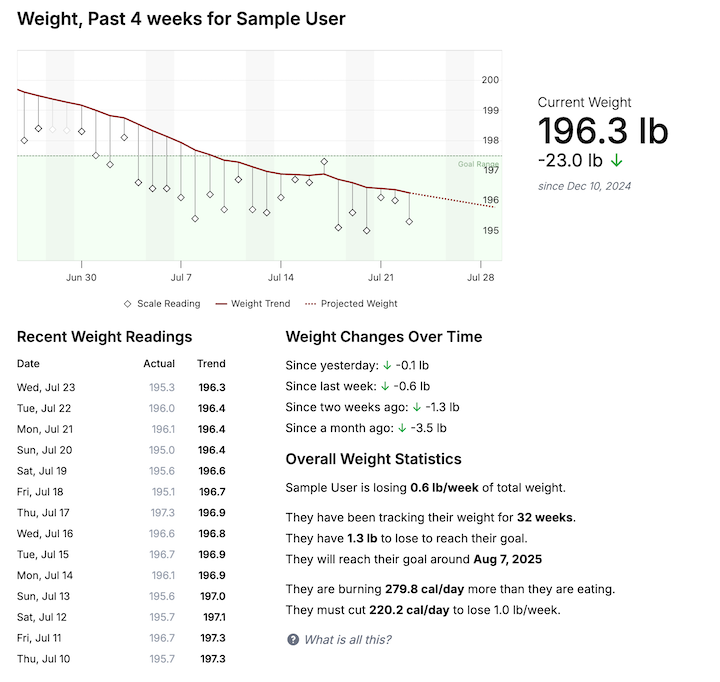 Weight, Past 4 weeks for Sample User
200
199
198
Goal Range
197
196
195
Jun 30 Jul 7 Jul 14 Jul 21 Jul 28
Scale Reading Weight Trend Projected Weight
Current Weight
196.3 lb
-23.0 lb ↓
since Dec 10, 2024
Recent Weight Readings
Date Actual Trend
Wed, Jul 23 195.3 196.3
Tue, Jul 22 196.0 196.4
Mon, Jul 21 196.1 196.4
Sun, Jul 20 195.0 196.4
Sat, Jul 19 195.6 196.6
Fri, Jul 18 195.1 196.7
Thu, Jul 17 197.3 196.9
Wed, Jul 16 196.6 196.8
Tue, Jul 15 196.7 196.9
Mon, Jul 14 196.1 196.9
Sun, Jul 13 195.6 197.0
Sat, Jul 12 195.7 197.1
Fri, Jul 11 196.7 197.3
Thu, Jul 10 195.7 197.3
Weight Changes Over Time
Since yesterday: ↓ -0.1 lb
Since last week: ↓ -0.6 lb
Since two weeks ago: ↓ -1.3 lb
Since a month ago: ↓ -3.5 lb
Overall Weight Statistics
Sample User is losing 0.6 lb/week of total weight.
They have been tracking their weight for 32 weeks.
They have 1.3 lb to lose to reach their goal.
They will reach their goal around Aug 7, 2025
They are burning 279.8 cal/day more than they are eating.
They must cut 220.2 cal/day to lose 1.0 lb/week.
? What is all this?